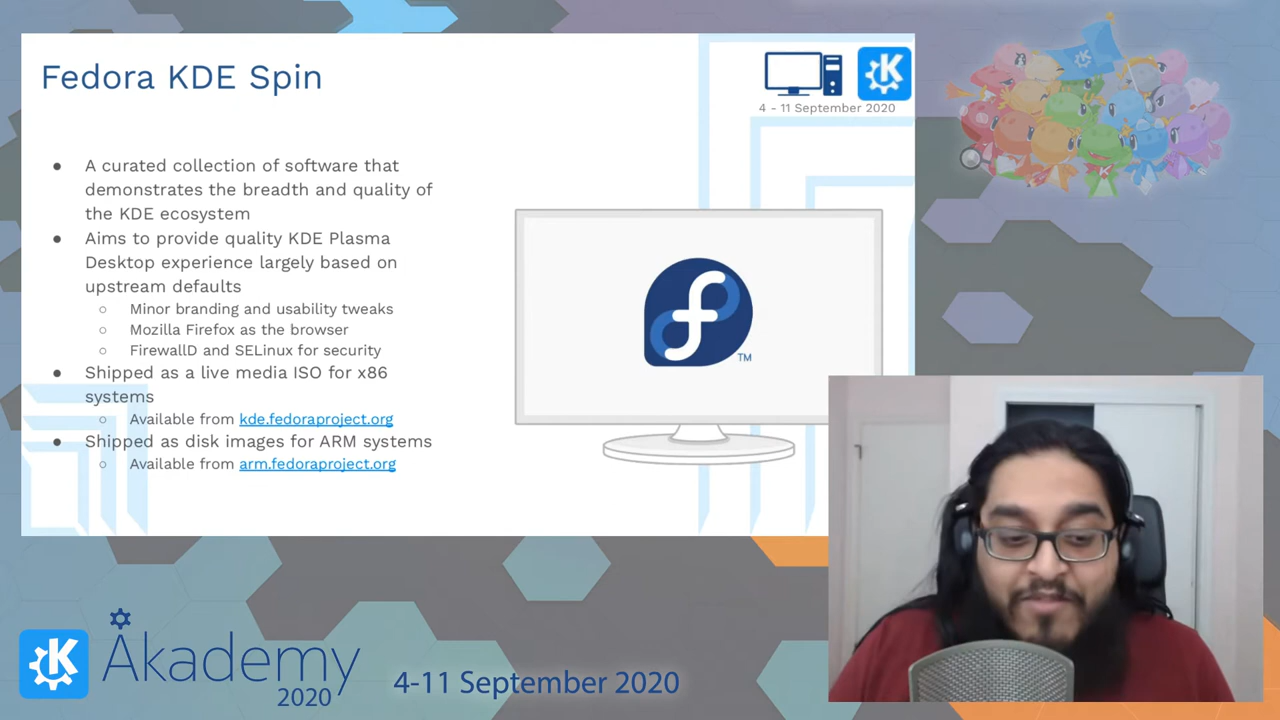 Fedora KDE Spin
4 - 11 September 2020
● A curated collection of software that
demonstrates the breadth and quality of
the KDE ecosystem
● Aims to provide quality KDE Plasma
Desktop experience largely based on
upstream defaults
○ Minor branding and usability tweaks
○ Mozilla Firefox as the browser
○ FirewallD and SELinux for security
● Shipped as a live media ISO for x86
systems
○ Available from kde.fedoraproject.org
● Shipped as disk images for ARM systems
○ Available from arm.fedoraproject.org
TM
Akademy
2020
4-11 September 2020